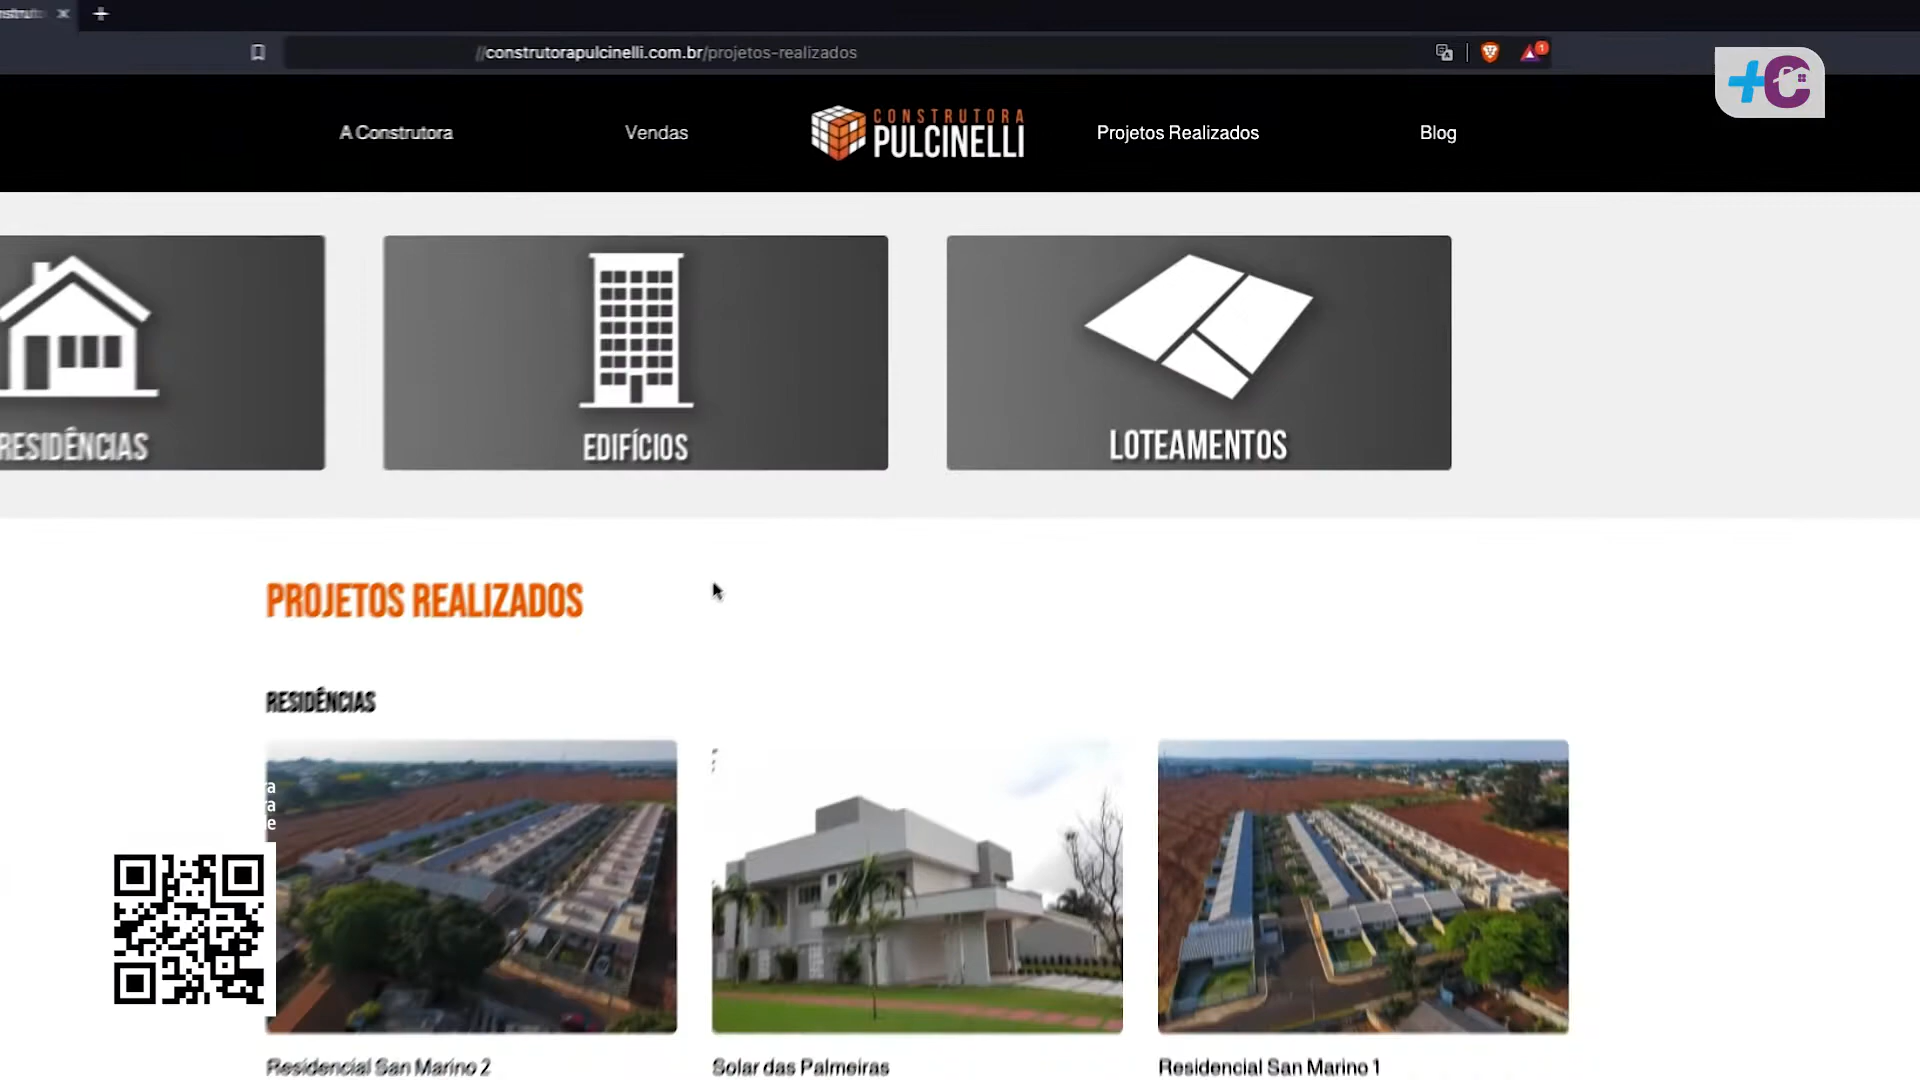 //construtorapulcinelli.com.br/projetos-realizados
1
+C
A Construtora
Vendas
CONSTRUTORA
PULCINELLI
Projetos Realizados
Blog
RESIDÊNCIAS
EDIFÍCIOS
LOTEAMENTOS
PROJETOS REALIZADOS
RESIDÊNCIAS
Residencial San Marino 2
Solar das Palmeiras
Residencial San Marino 1